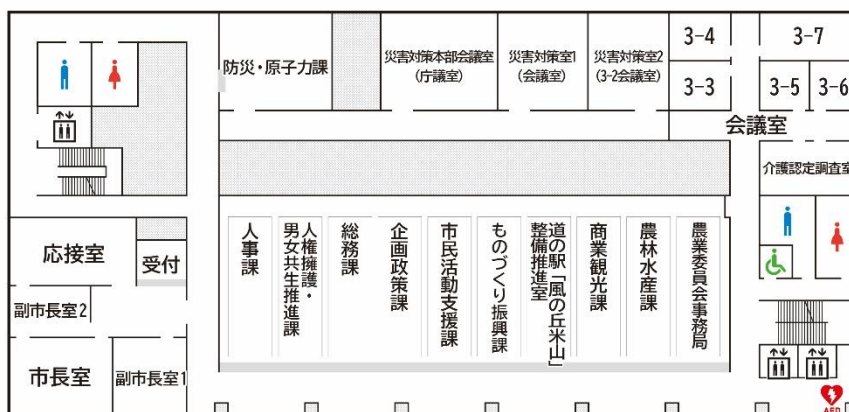 防災・原子力課
災害対策本部会議室
(庁議室)
災害対策室1
(会議室)
災害対策室2
(3-2会議室)
3-4
3-3
3-7
3-5
3-6
会議室
介護認定調査室
応接室
受付
副市長室2
市長室
副市長室1
人事課
人権擁護・
男女共生推進課
総務課
企画政策課
市民活動支援課
ものづくり振興課
道の駅「風の丘米山」
整備推進室
商業観光課
農林水産課
農業委員会事務局
AED